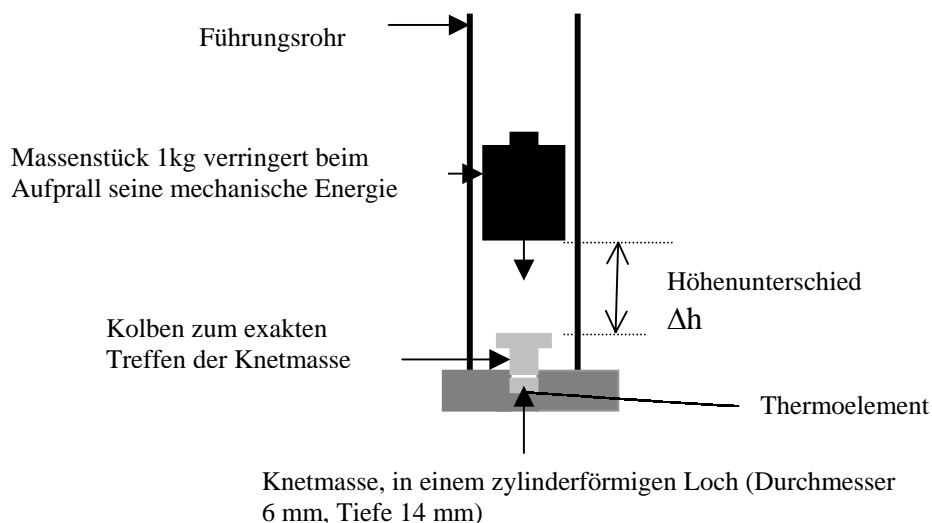 Führungsrohr
Massenstück 1kg verringert beim
Aufprall seine mechanische Energie
Höhenunterschied
Δh
Kolben zum exakten
Treffen der Knetmasse
Thermoelement
Knetmasse, in einem zylinderförmigen Loch (Durchmesser
6 mm, Tiefe 14 mm)